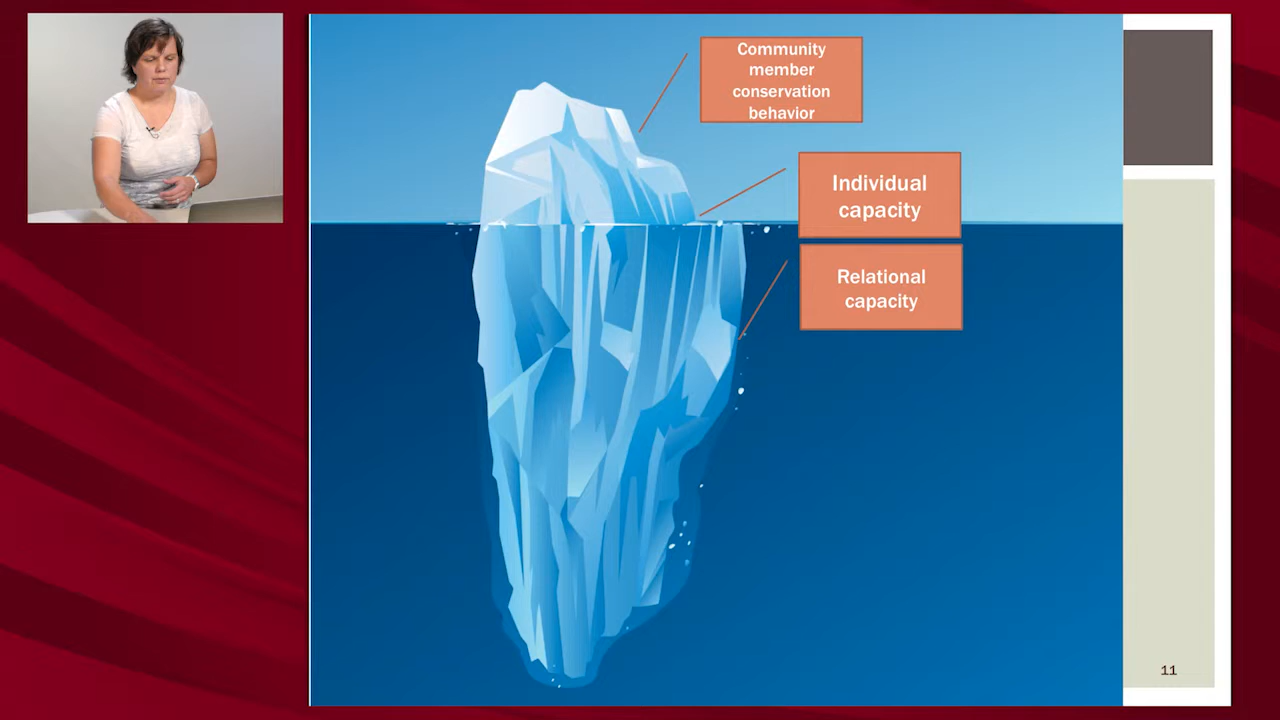 Community
member
conservation
behavior
Individual
capacity
Relational
capacity
11